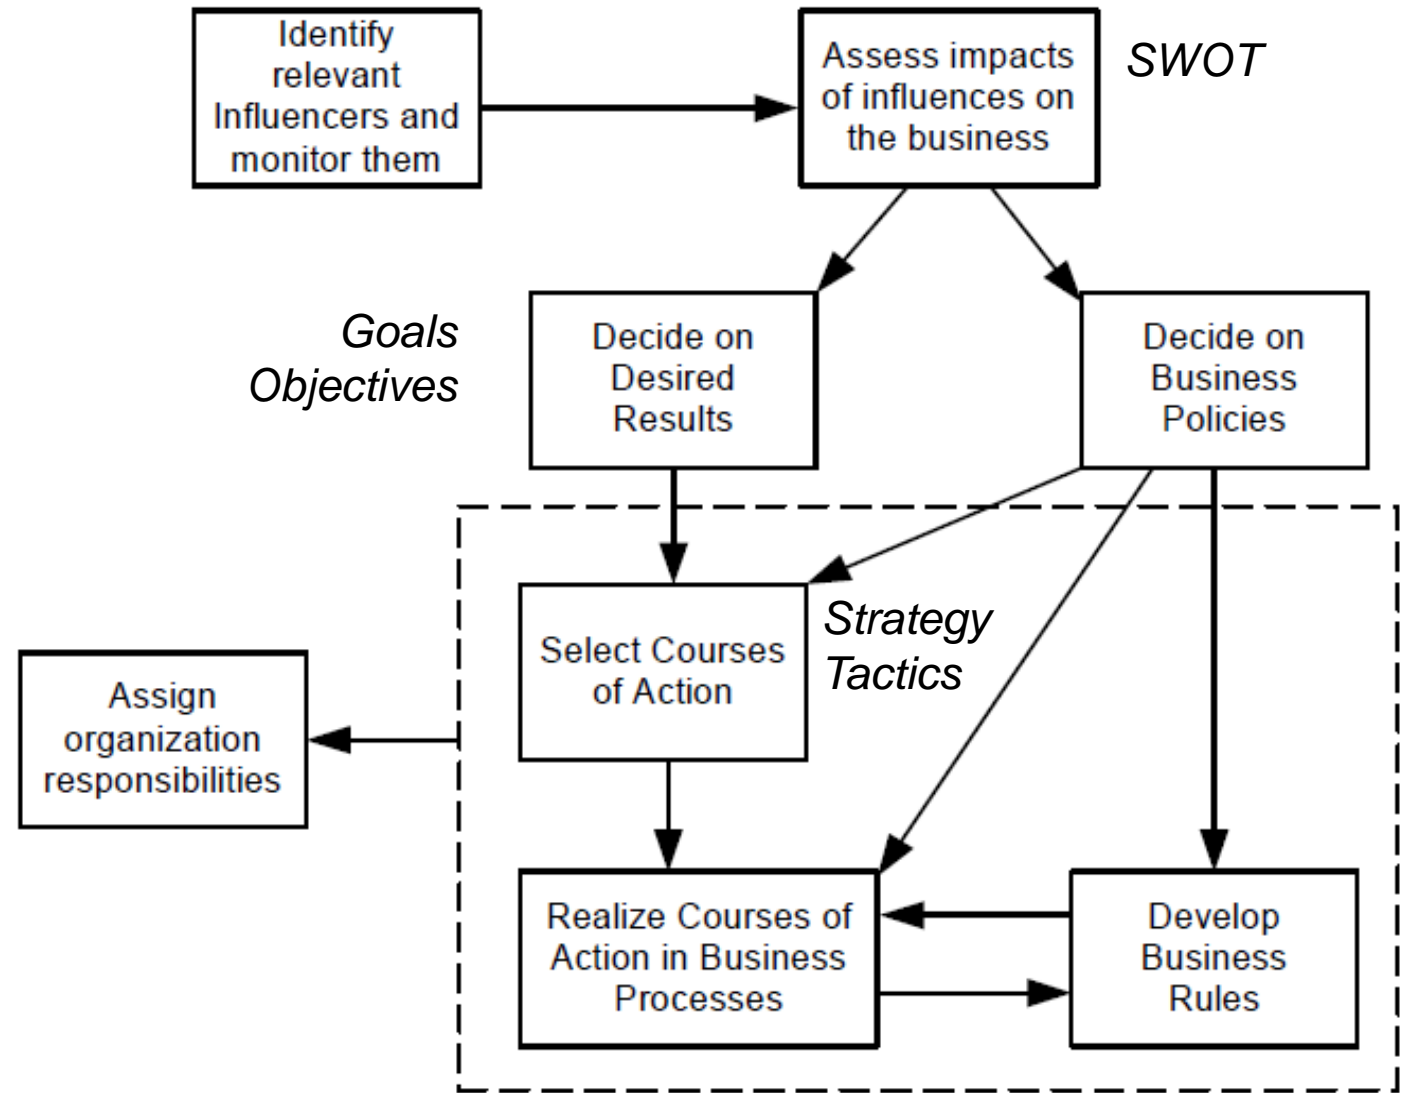 Identify
relevant
Influencers and
monitor them
Assess impacts
of influences on
the business
SWOT
Goals
Objectives
Decide on
Desired
Results
Decide on
Business
Policies
Select Courses
of Action
Strategy
Tactics
Assign
organization
responsibilities
Realize Courses of
Action in Business
Processes
Develop
Business
Rules